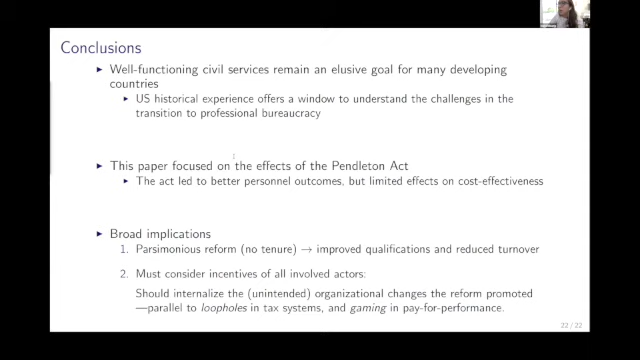 Conclusions
Well-functioning civil services remain an elusive goal for many developing
countries
US historical experience offers a window to understand the challenges in the
transition to professional bureaucracy
This paper focused on the effects of the Pendleton Act
The act led to better personnel outcomes, but limited effects on cost-effectiveness
Broad implications
1. Parsimonious reform (no tenure) → improved qualifications and reduced turnover
2. Must consider incentives of all involved actors:
Should internalize the (unintended) organizational changes the reform promoted
—parallel to loopholes in tax systems, and gaming in pay-for-performance.
22 / 22